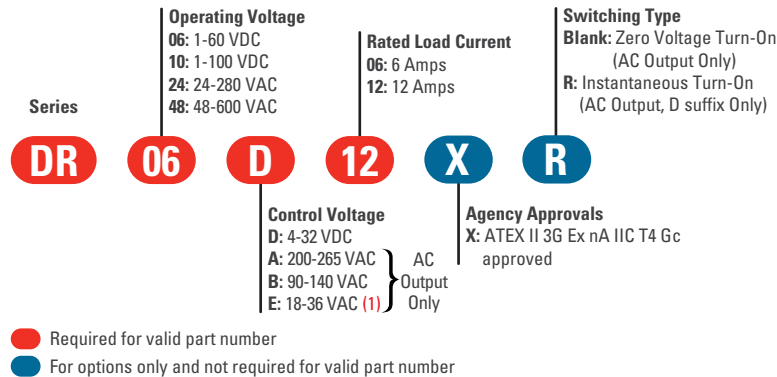 Operating Voltage
06: 1-60 VDC
10: 1-100 VDC
24: 24-280 VAC
48: 48-600 VAC
Rated Load Current
06: 6 Amps
12: 12 Amps
Switching Type
Blank: Zero Voltage Turn-On
(AC Output Only)
R: Instantaneous Turn-On
(AC Output, D suffix Only)
Series
DR 06 D 12 X R
Control Voltage
D: 4-32 VDC
A: 200-265 VAC
B: 90-140 VAC
E: 18-36 VAC (1)
AC
Output
Only
Agency Approvals
X: ATEX II 3G Ex nA IIC T4 Gc
approved
Required for valid part number
For options only and not required for valid part number